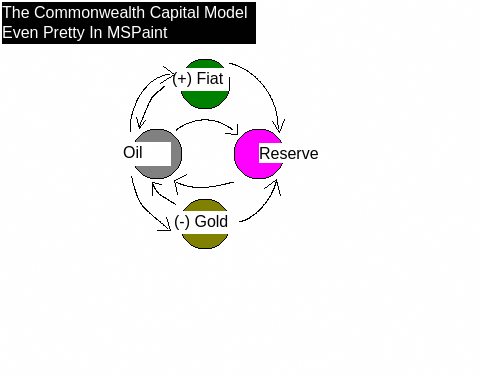 The Commonwealth Capital Model
Even Pretty In MSPaint
(+) Fiat
Oil
Reserve
(-) Gold